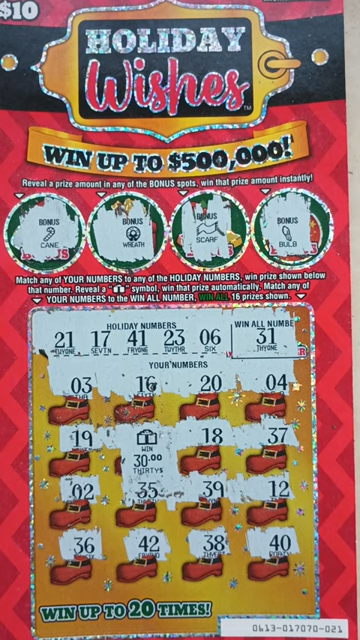 $10
HOLIDAY
Wishes™
WIN UP TO $500,000!
Reveal a prize amount in any of the BONUS spots, win that prize amount instantly!
BONUS BONUS BONUS BONUS
CANE WREATH SCARF BULB
Match any of YOUR NUMBERS to any of the HOLIDAY NUMBERS, win prize shown below
that number. Reveal a " " symbol, win that prize automatically. Match any of
YOUR NUMBERS to the WIN ALL NUMBER, WIN ALL 16 prizes shown.
HOLIDAY NUMBERS WIN ALL NUMBE
21 17 41 23 06 31
TUYONE SEVTN FRYONE TUYTHR SIX THYONE
YOUR NUMBERS
03 16 20 04
19 WIN 18 37
30.00
THIRTY$
02 35 39 12
36 42 38 40
WIN UP TO 20 TIMES!
0613-017070-021